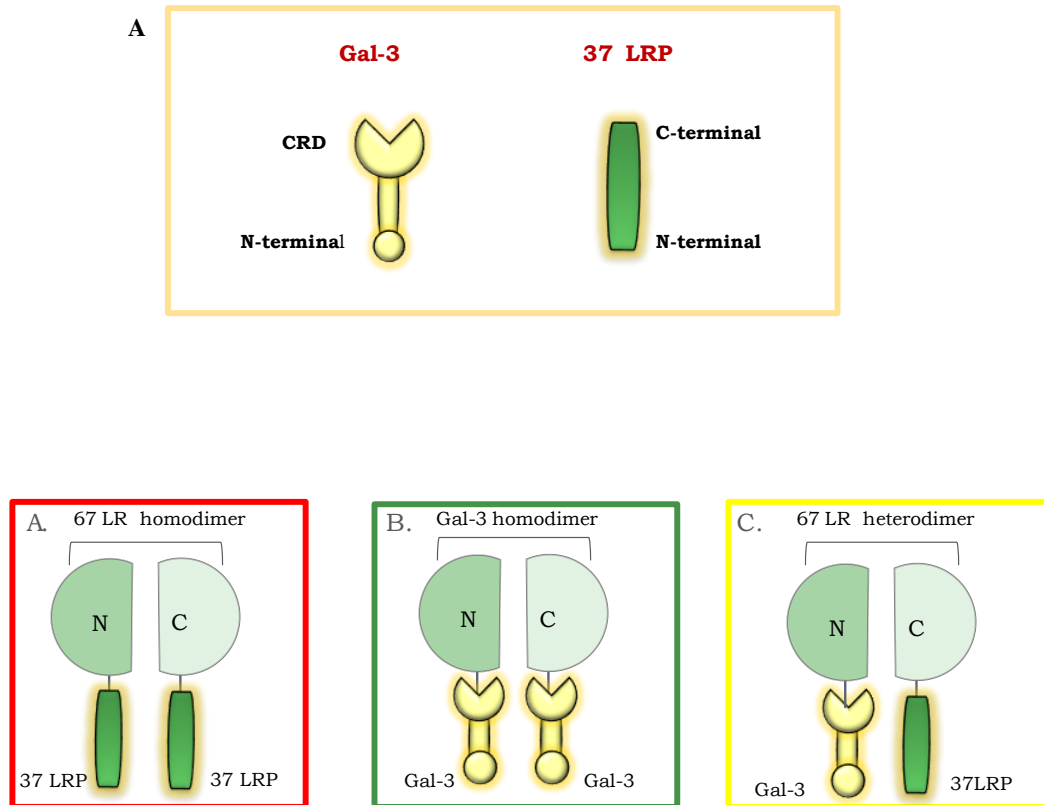 A
Gal-3 37 LRP
CRD C-terminal
N-terminal N-terminal
A. 67 LR homodimer
N C
37 LRP 37 LRP
B. Gal-3 homodimer
N C
Gal-3 Gal-3
C. 67 LR heterodimer
N C
Gal-3 37LRP